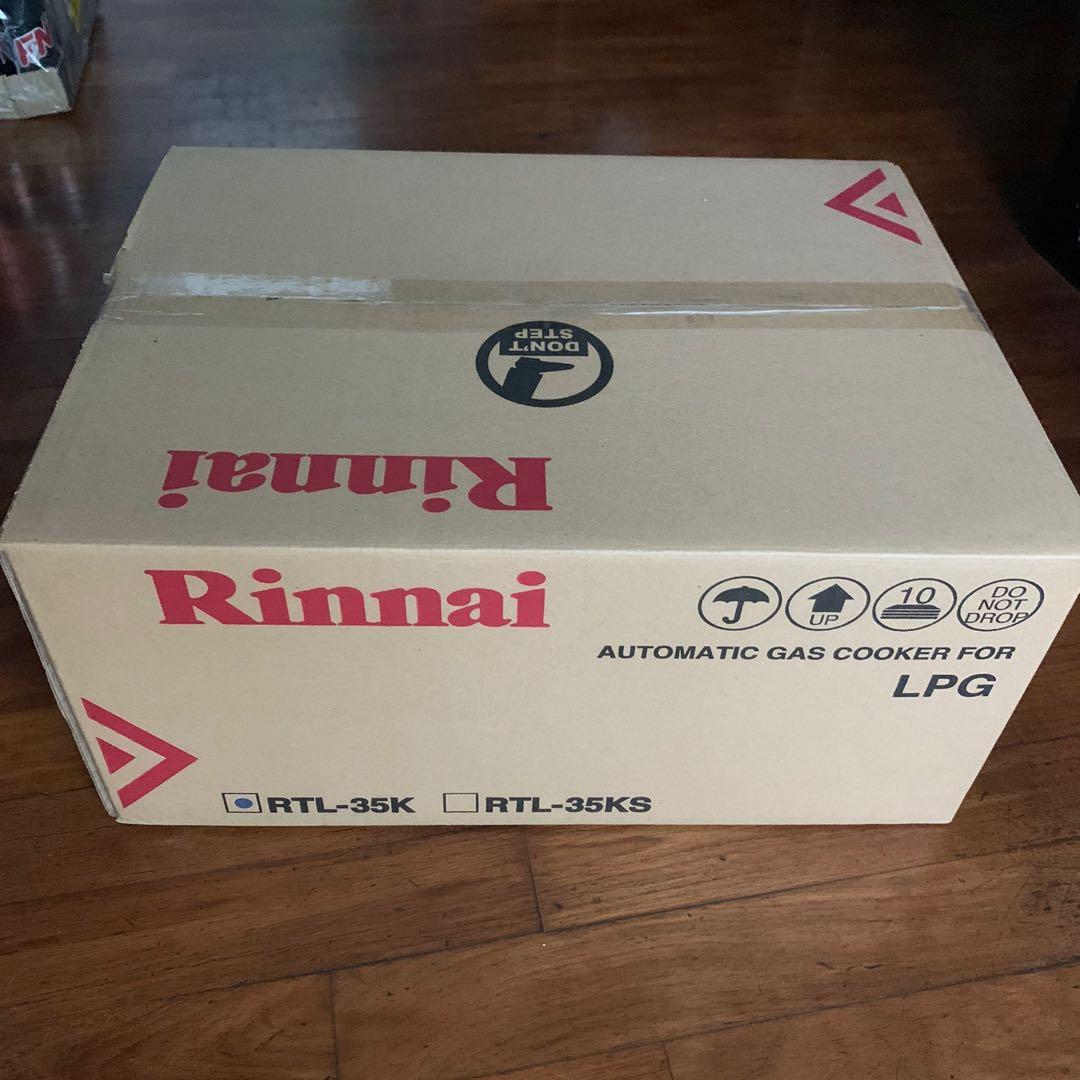 DON'T
STEP
Rinnai
Rinnai
UP
10
DO
NOT
DROP
AUTOMATIC GAS COOKER FOR
LPG
RTL-35K RTL-35KS